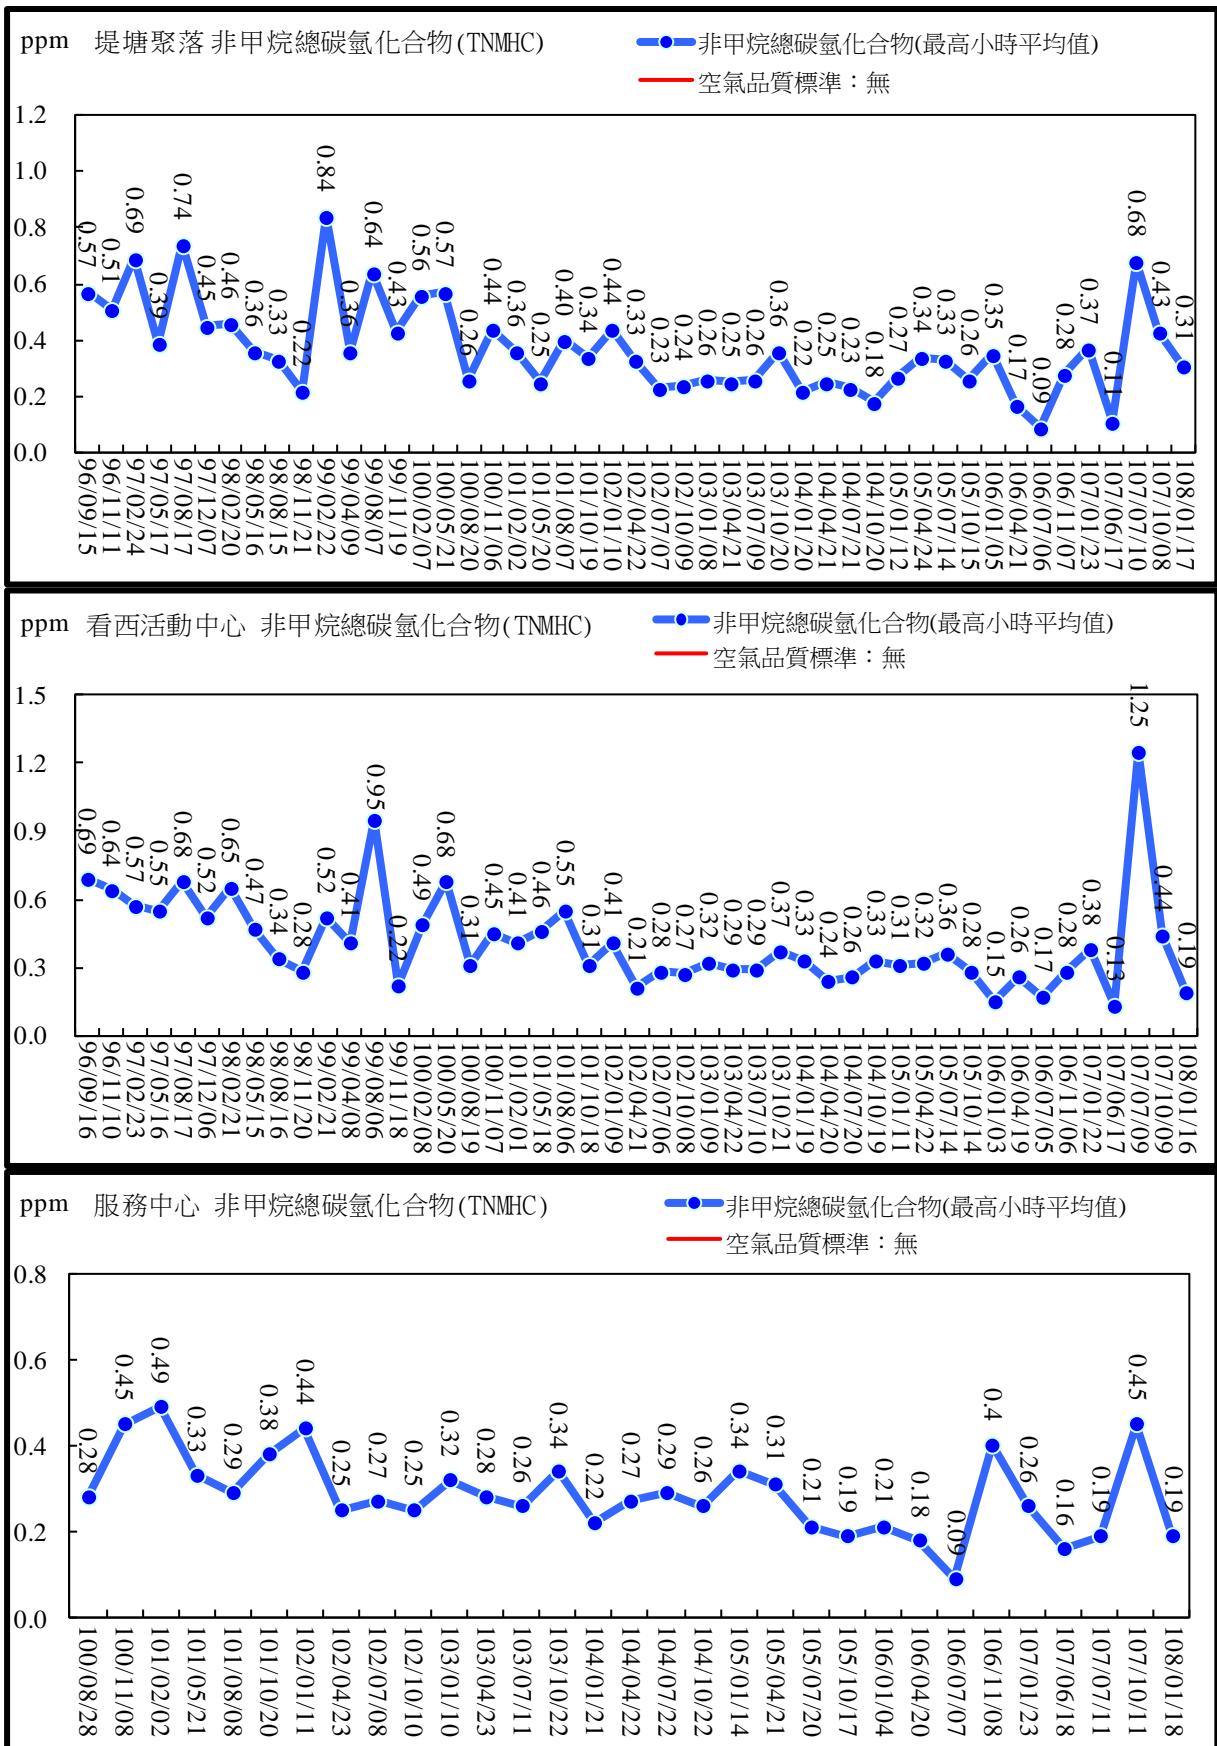 ppm 堤塘聚落 非甲烷總碳氫化合物(TNMHC)
非甲烷總碳氫化合物(最高小時平均值)
空氣品質標準：無
1.2
1.0
0.8
0.6
0.4
0.2
0.0
0.57 0.51 0.69 0.39 0.74 0.45 0.46 0.36 0.33 0.22 0.84 0.36 0.64 0.43 0.56 0.57 0.26 0.44 0.36 0.25 0.40 0.34 0.44 0.33 0.23 0.24 0.26 0.25 0.26 0.36 0.22 0.25 0.23 0.18 0.27 0.34 0.33 0.26 0.35 0.17 0.09 0.28 0.37 0.11 0.68 0.43 0.31
96/09/15 96/11/11 97/02/24 97/05/17 97/08/17 97/12/07 98/02/20 98/05/16 98/08/15 98/11/21 99/02/22 99/04/09 99/08/07 99/11/19 100/02/07 100/05/21 100/08/20 100/11/06 101/02/02 101/05/20 101/08/07 101/10/19 102/01/10 102/04/22 102/07/07 102/10/09 103/01/08 103/04/21 103/07/09 103/10/20 104/01/20 104/04/21 104/07/21 104/10/20 105/01/12 105/04/24 105/07/14 105/10/15 106/01/05 106/04/21 106/07/06 106/11/07 107/01/23 107/06/17 107/07/10 107/10/08 108/01/17
ppm 看西活動中心 非甲烷總碳氫化合物(TNMHC)
非甲烷總碳氫化合物(最高小時平均值)
空氣品質標準：無
1.5
1.2
0.9
0.6
0.3
0.0
0.69 0.64 0.57 0.55 0.68 0.52 0.65 0.47 0.34 0.28 0.52 0.41 0.95 0.22 0.49 0.68 0.31 0.45 0.41 0.46 0.55 0.31 0.41 0.21 0.28 0.27 0.32 0.29 0.29 0.37 0.33 0.24 0.26 0.33 0.31 0.32 0.36 0.28 0.15 0.26 0.17 0.28 0.38 0.13 1.25 0.44 0.19
96/09/16 96/11/10 97/02/23 97/05/16 97/08/17 97/12/06 98/02/21 98/05/15 98/08/16 98/11/20 99/02/21 99/04/08 99/08/06 99/11/18 100/02/08 100/05/20 100/08/19 100/11/07 101/02/01 101/05/18 101/08/06 101/10/18 102/01/09 102/04/21 102/07/06 102/10/08 103/01/09 103/04/22 103/07/10 103/10/21 104/01/19 104/04/20 104/07/20 104/10/19 105/01/11 105/04/22 105/07/14 105/10/14 106/01/03 106/04/19 106/07/05 106/11/06 107/01/22 107/06/17 107/07/09 107/10/09 108/01/16
ppm 服務中心 非甲烷總碳氫化合物(TNMHC)
非甲烷總碳氫化合物(最高小時平均值)
空氣品質標準：無
0.8
0.6
0.4
0.2
0.0
0.28 0.45 0.49 0.33 0.29 0.38 0.44 0.25 0.27 0.25 0.32 0.28 0.26 0.34 0.22 0.27 0.29 0.26 0.34 0.31 0.21 0.19 0.21 0.18 0.09 0.4 0.26 0.16 0.19 0.45 0.19
100/08/28 100/11/08 101/02/02 101/05/21 101/08/08 101/10/20 102/01/11 102/04/23 102/07/08 102/10/10 103/01/10 103/04/23 103/07/11 103/10/22 104/01/21 104/04/22 104/07/22 104/10/22 105/01/14 105/04/21 105/07/20 105/10/17 106/01/04 106/04/20 106/07/07 106/11/08 107/01/23 107/06/18 107/07/11 107/10/11 108/01/18